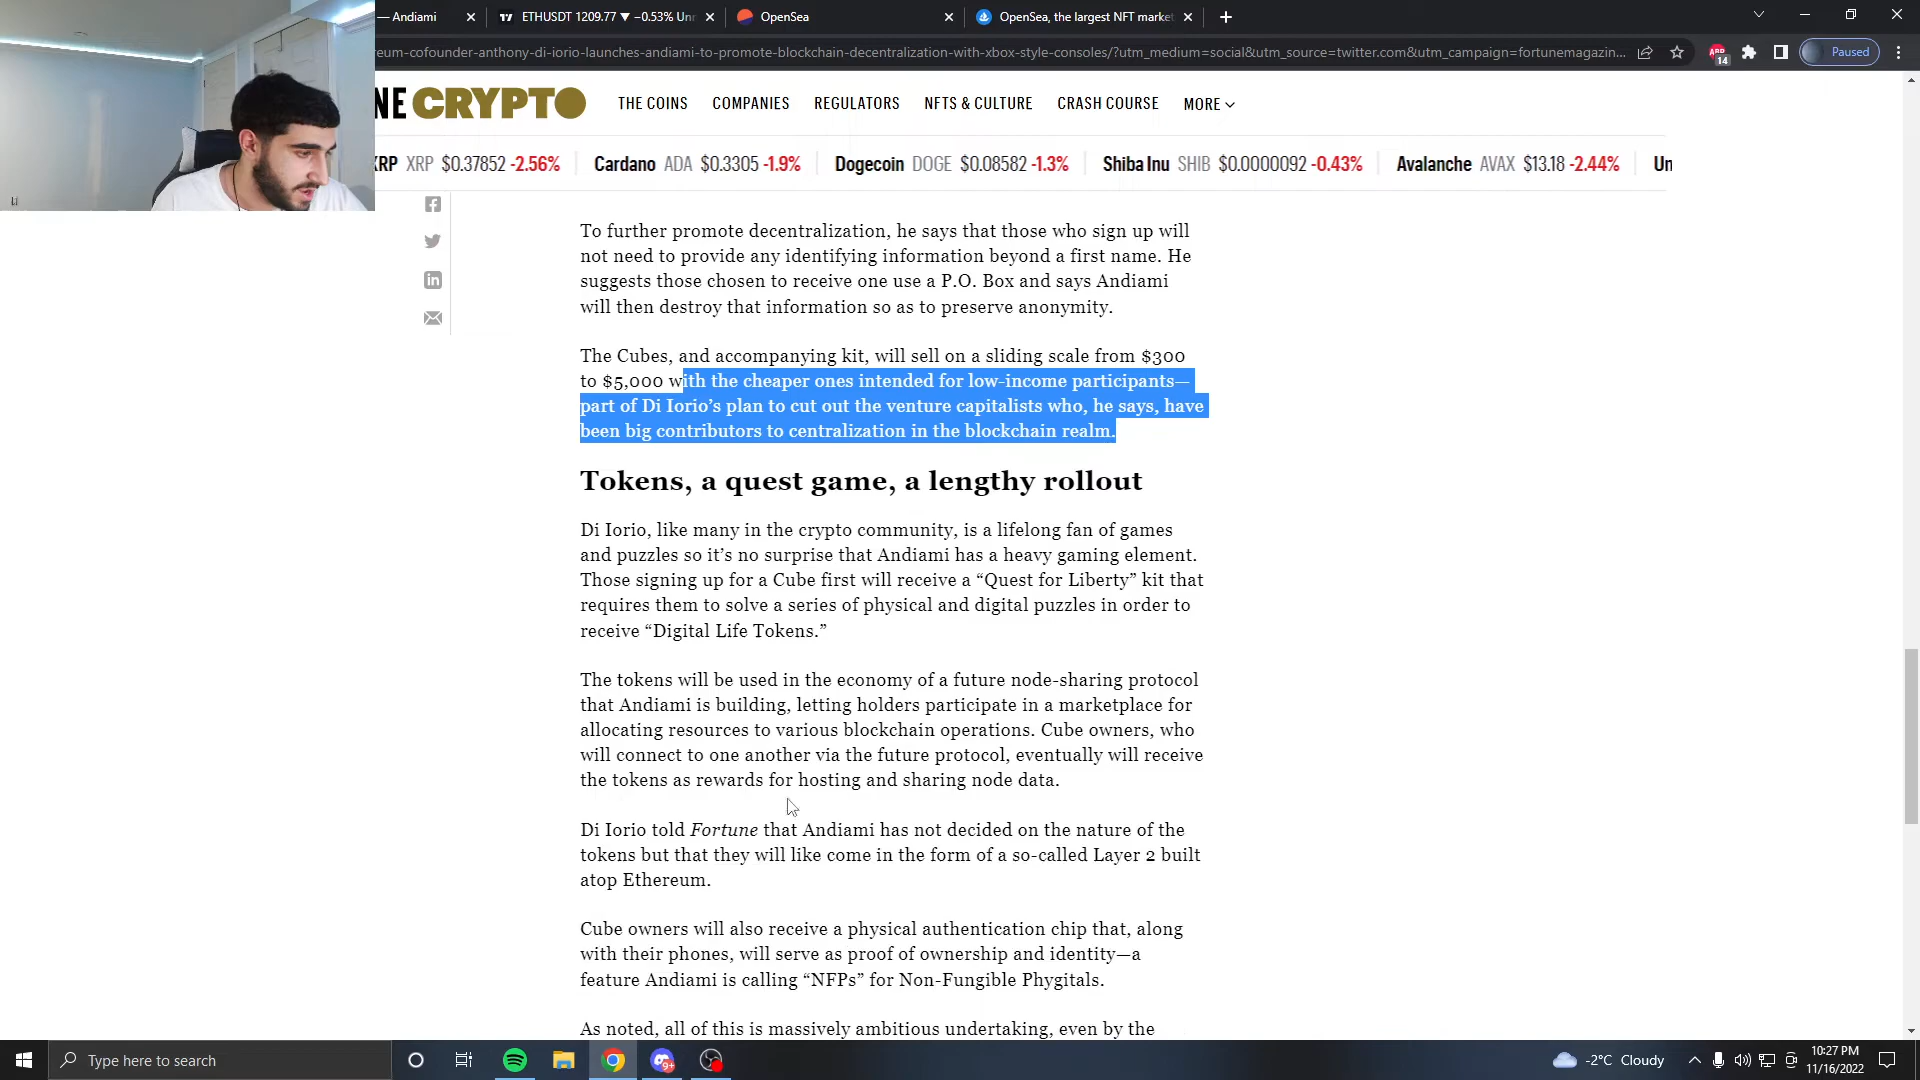 — Andiami
ETHUSDT 1209.77 ▼ −0.53% Un
OpenSea
OpenSea, the largest NFT market
eum-cofounder-anthony-di-iorio-launches-andiami-to-promote-blockchain-decentralization-with-xbox-style-consoles/?utm_medium=social&utm_source=twitter.com&utm_campaign=fortunemagazin...
14
Paused
NE CRYPTO
THE COINS
COMPANIES
REGULATORS
NFTS & CULTURE
CRASH COURSE
MORE
XRP XRP $0.37852 -2.56%
Cardano ADA $0.3305 -1.9%
Dogecoin DOGE $0.08582 -1.3%
Shiba Inu SHIB $0.0000092 -0.43%
Avalanche AVAX $13.18 -2.44%
Un
To further promote decentralization, he says that those who sign up will
not need to provide any identifying information beyond a first name. He
suggests those chosen to receive one use a P.O. Box and says Andiami
will then destroy that information so as to preserve anonymity.
The Cubes, and accompanying kit, will sell on a sliding scale from $300
to $5,000 with the cheaper ones intended for low-income participants—
part of Di Iorio’s plan to cut out the venture capitalists who, he says, have
been big contributors to centralization in the blockchain realm.
Tokens, a quest game, a lengthy rollout
Di Iorio, like many in the crypto community, is a lifelong fan of games
and puzzles so it’s no surprise that Andiami has a heavy gaming element.
Those signing up for a Cube first will receive a “Quest for Liberty” kit that
requires them to solve a series of physical and digital puzzles in order to
receive “Digital Life Tokens.”
The tokens will be used in the economy of a future node-sharing protocol
that Andiami is building, letting holders participate in a marketplace for
allocating resources to various blockchain operations. Cube owners, who
will connect to one another via the future protocol, eventually will receive
the tokens as rewards for hosting and sharing node data.
Di Iorio told Fortune that Andiami has not decided on the nature of the
tokens but that they will like come in the form of a so-called Layer 2 built
atop Ethereum.
Cube owners will also receive a physical authentication chip that, along
with their phones, will serve as proof of ownership and identity—a
feature Andiami is calling “NFPs” for Non-Fungible Phygitals.
As noted, all of this is massively ambitious undertaking, even by the
Type here to search
9+
-2°C Cloudy
10:27 PM
11/16/2022